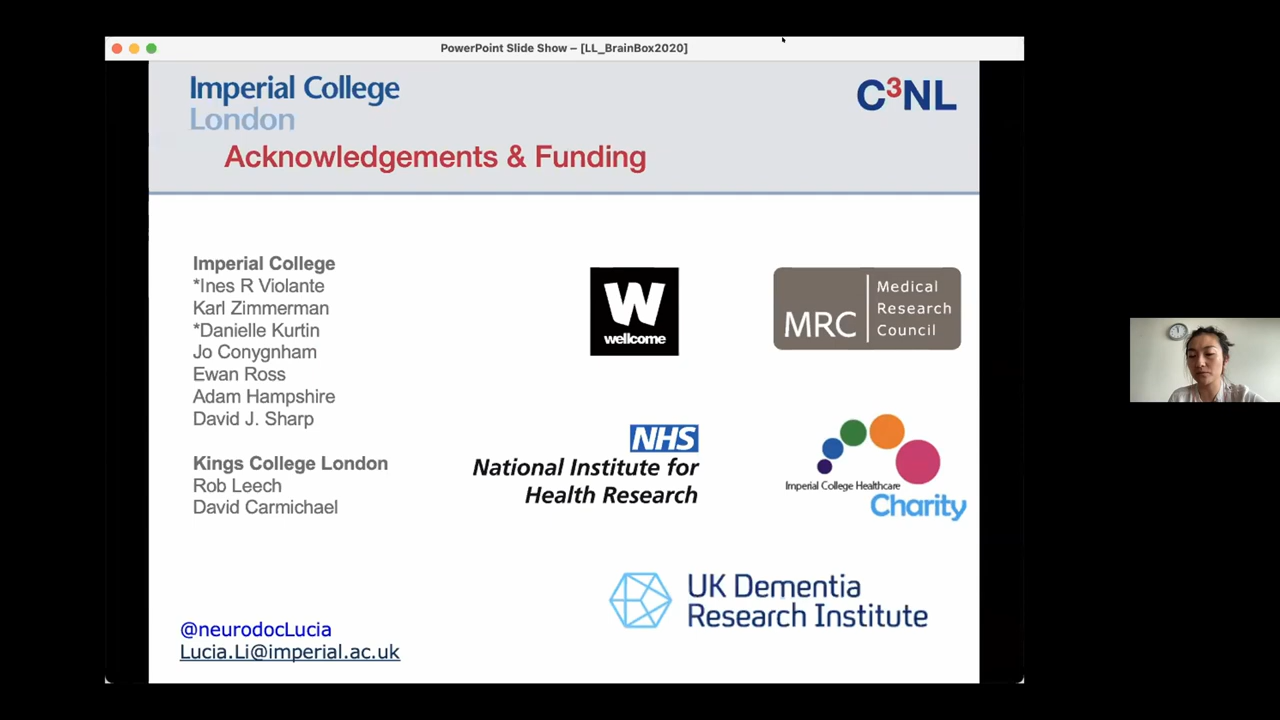 PowerPoint Slide Show – [LL_BrainBox2020]
Imperial College
London
C³NL
Acknowledgements & Funding
Imperial College
*Ines R Violante
Karl Zimmerman
*Danielle Kurtin
Jo Conygnham
Ewan Ross
Adam Hampshire
David J. Sharp
Kings College London
Rob Leech
David Carmichael
W
wellcome
MRC
Medical
Research
Council
NHS
National Institute for
Health Research
Imperial College Healthcare
Charity
UK Dementia
Research Institute
@neurodocLucia
Lucia.Li@imperial.ac.uk